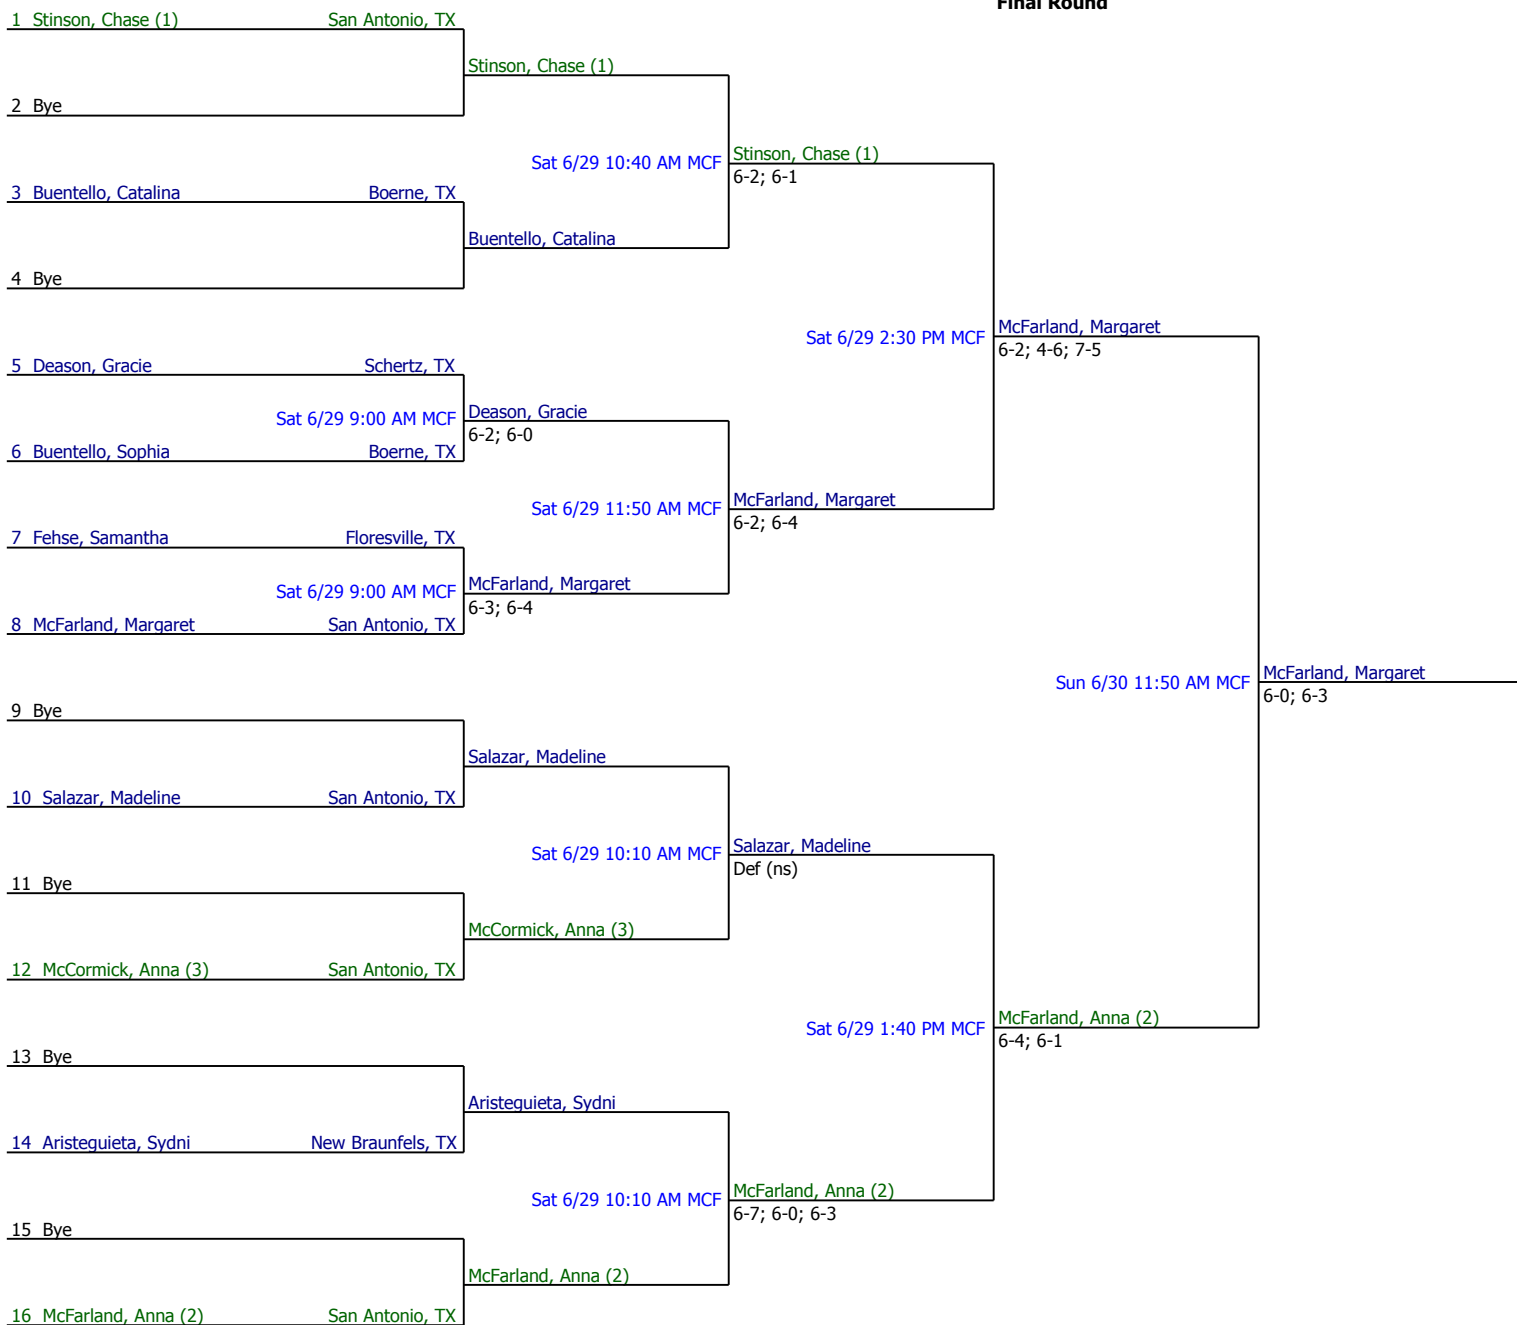 Final Round
1 Stinson, Chase (1) San Antonio, TX
Stinson, Chase (1)
2 Bye
Sat 6/29 10:40 AM MCF
Stinson, Chase (1)
6-2; 6-1
3 Buentello, Catalina Boerne, TX
Buentello, Catalina
4 Bye
Sat 6/29 2:30 PM MCF
McFarland, Margaret
6-2; 4-6; 7-5
5 Deason, Gracie Schertz, TX
Sat 6/29 9:00 AM MCF
Deason, Gracie
6-2; 6-0
6 Buentello, Sophia Boerne, TX
Sat 6/29 11:50 AM MCF
McFarland, Margaret
6-2; 6-4
7 Fehse, Samantha Floresville, TX
Sat 6/29 9:00 AM MCF
McFarland, Margaret
6-3; 6-4
8 McFarland, Margaret San Antonio, TX
Sun 6/30 11:50 AM MCF
McFarland, Margaret
6-0; 6-3
9 Bye
Salazar, Madeline
10 Salazar, Madeline San Antonio, TX
Sat 6/29 10:10 AM MCF
Salazar, Madeline
Def (ns)
11 Bye
McCormick, Anna (3)
12 McCormick, Anna (3) San Antonio, TX
Sat 6/29 1:40 PM MCF
McFarland, Anna (2)
6-4; 6-1
13 Bye
Aristeguieta, Sydni
14 Aristeguieta, Sydni New Braunfels, TX
Sat 6/29 10:10 AM MCF
McFarland, Anna (2)
6-7; 6-0; 6-3
15 Bye
McFarland, Anna (2)
16 McFarland, Anna (2) San Antonio, TX